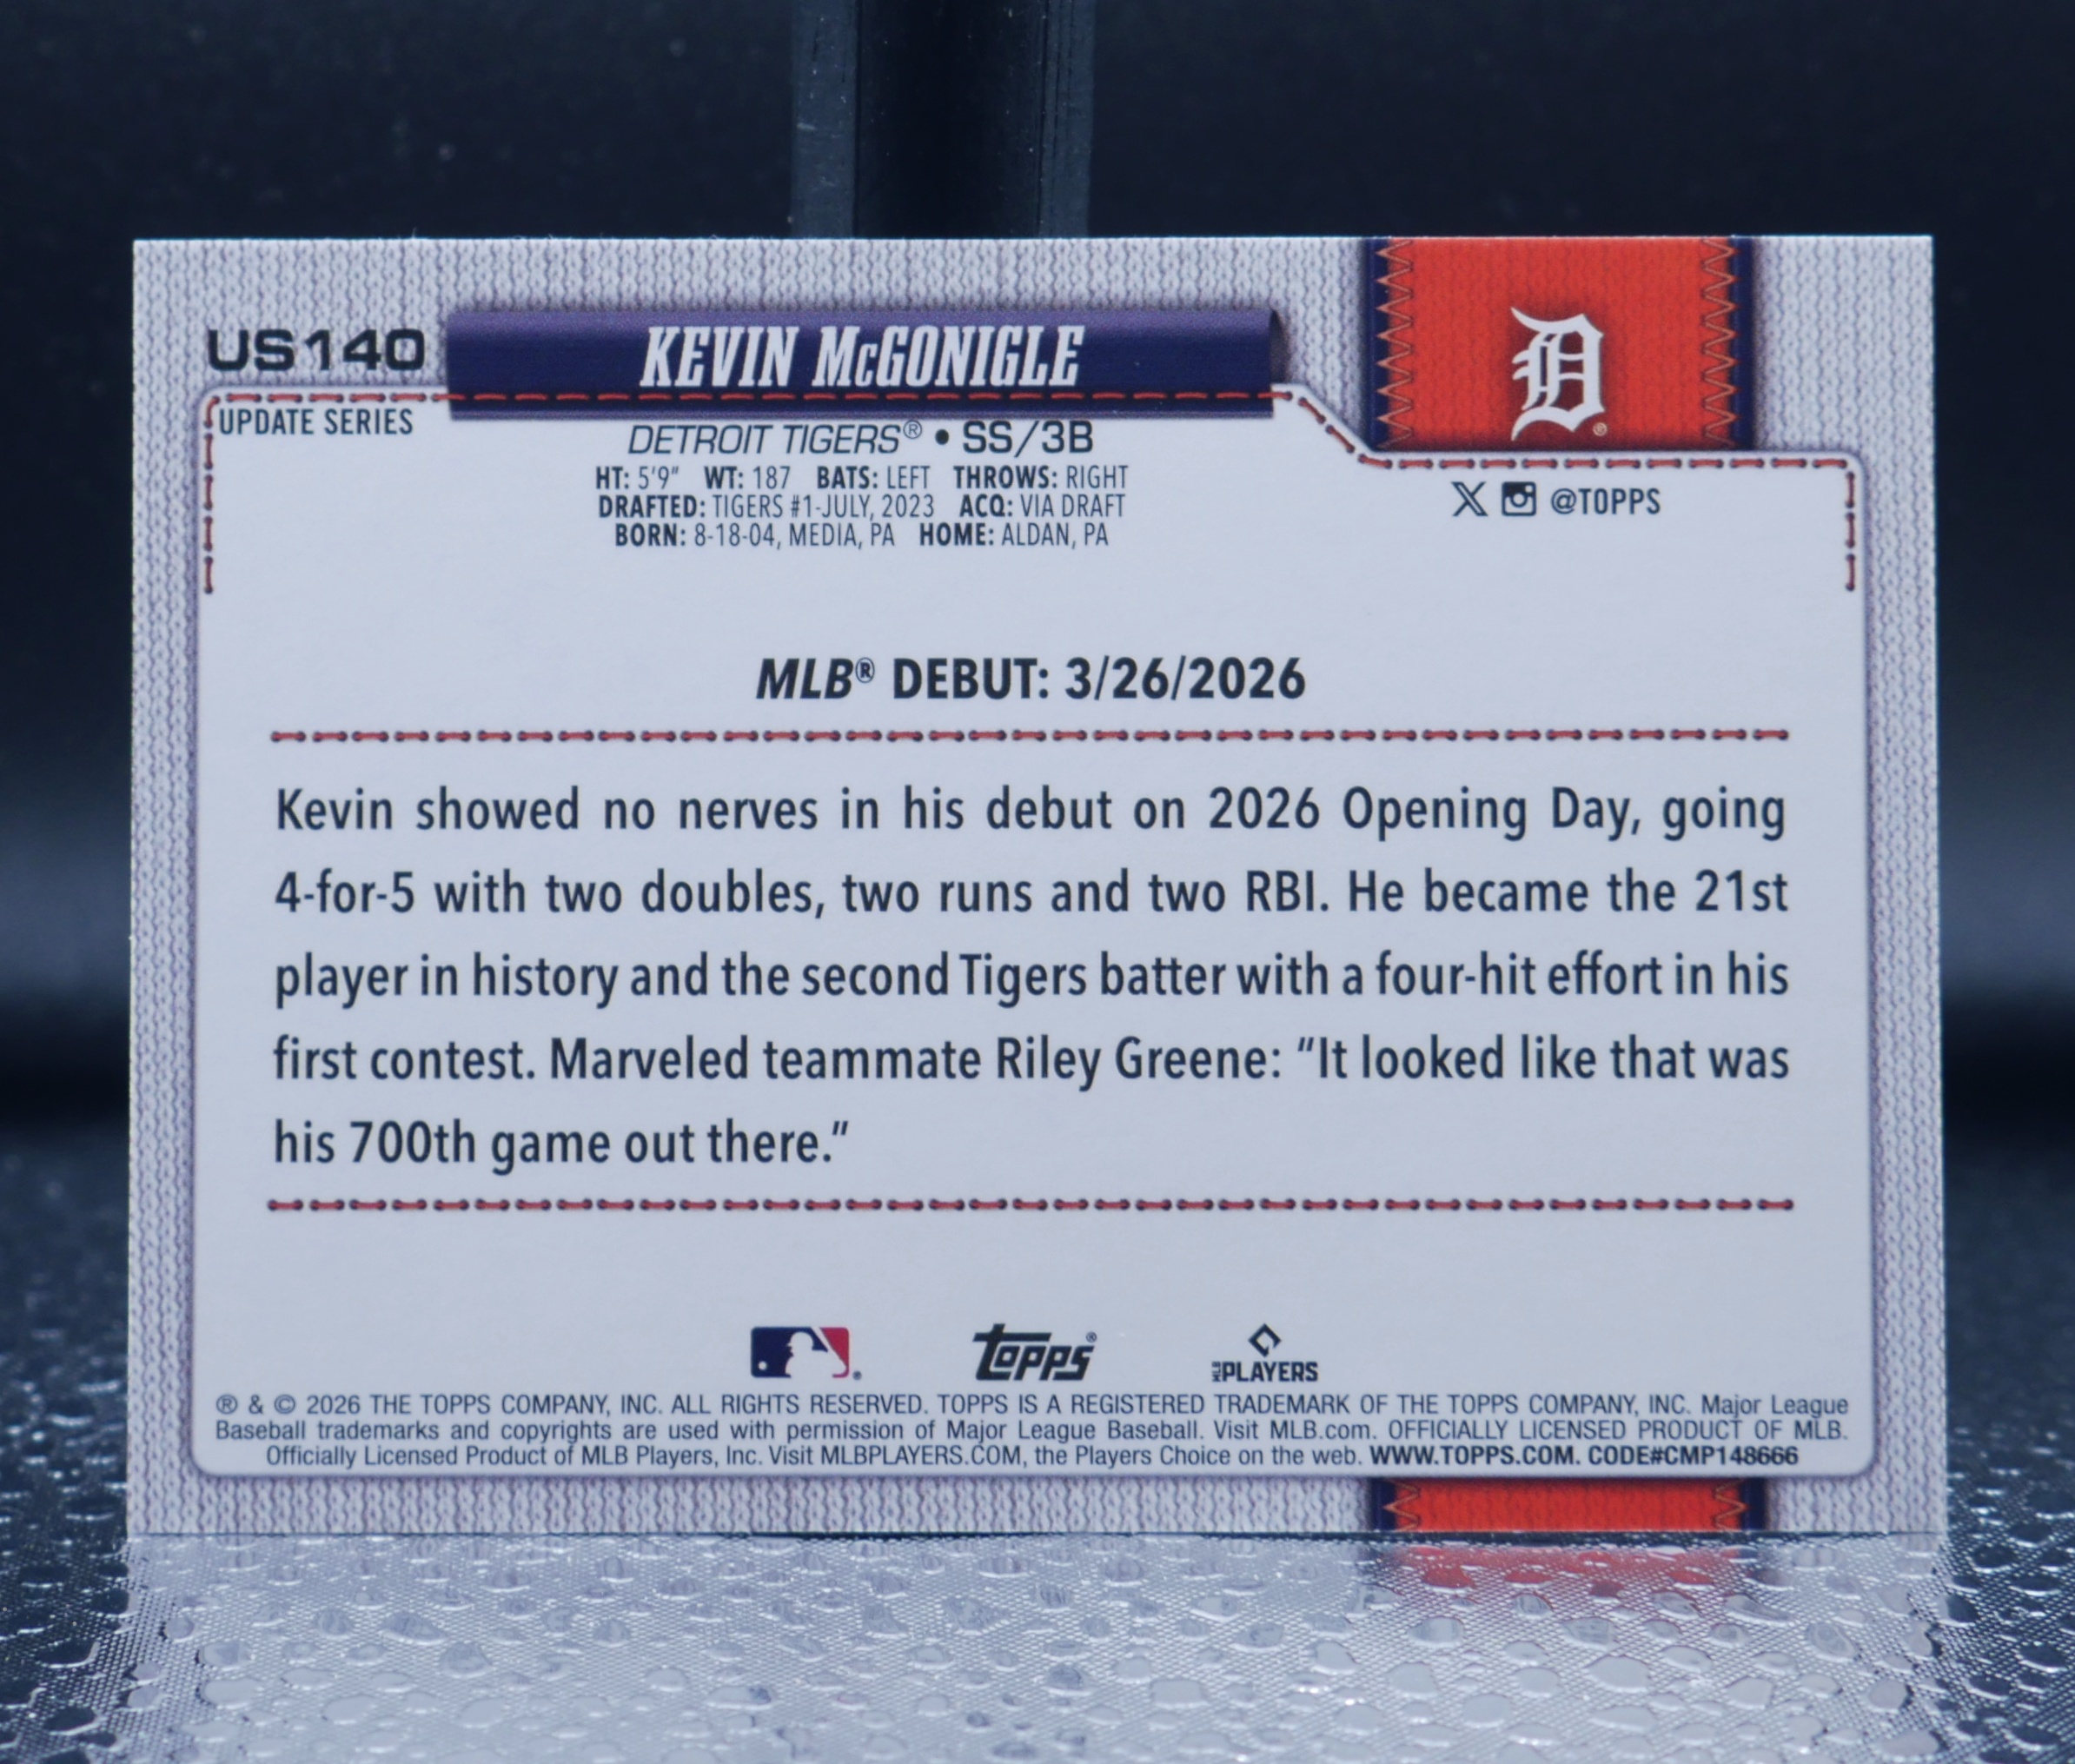 US140
KEVIN McGONIGLE
D®
UPDATE SERIES
DETROIT TIGERS® • SS/3B
HT: 5'9" WT: 187 BATS: LEFT THROWS: RIGHT
DRAFTED: TIGERS #1-JULY, 2023 ACQ: VIA DRAFT
BORN: 8-18-04, MEDIA, PA HOME: ALDAN, PA
@TOPPS
MLB® DEBUT: 3/26/2026
Kevin showed no nerves in his debut on 2026 Opening Day, going
4-for-5 with two doubles, two runs and two RBI. He became the 21st
player in history and the second Tigers batter with a four-hit effort in his
first contest. Marveled teammate Riley Greene: “It looked like that was
his 700th game out there.”
topps®
MLB PLAYERS
® & © 2026 THE TOPPS COMPANY, INC. ALL RIGHTS RESERVED. TOPPS IS A REGISTERED TRADEMARK OF THE TOPPS COMPANY, INC. Major League
Baseball trademarks and copyrights are used with permission of Major League Baseball. Visit MLB.com. OFFICIALLY LICENSED PRODUCT OF MLB.
Officially Licensed Product of MLB Players, Inc. Visit MLBPLAYERS.COM, the Players Choice on the web. WWW.TOPPS.COM. CODE#CMP148666